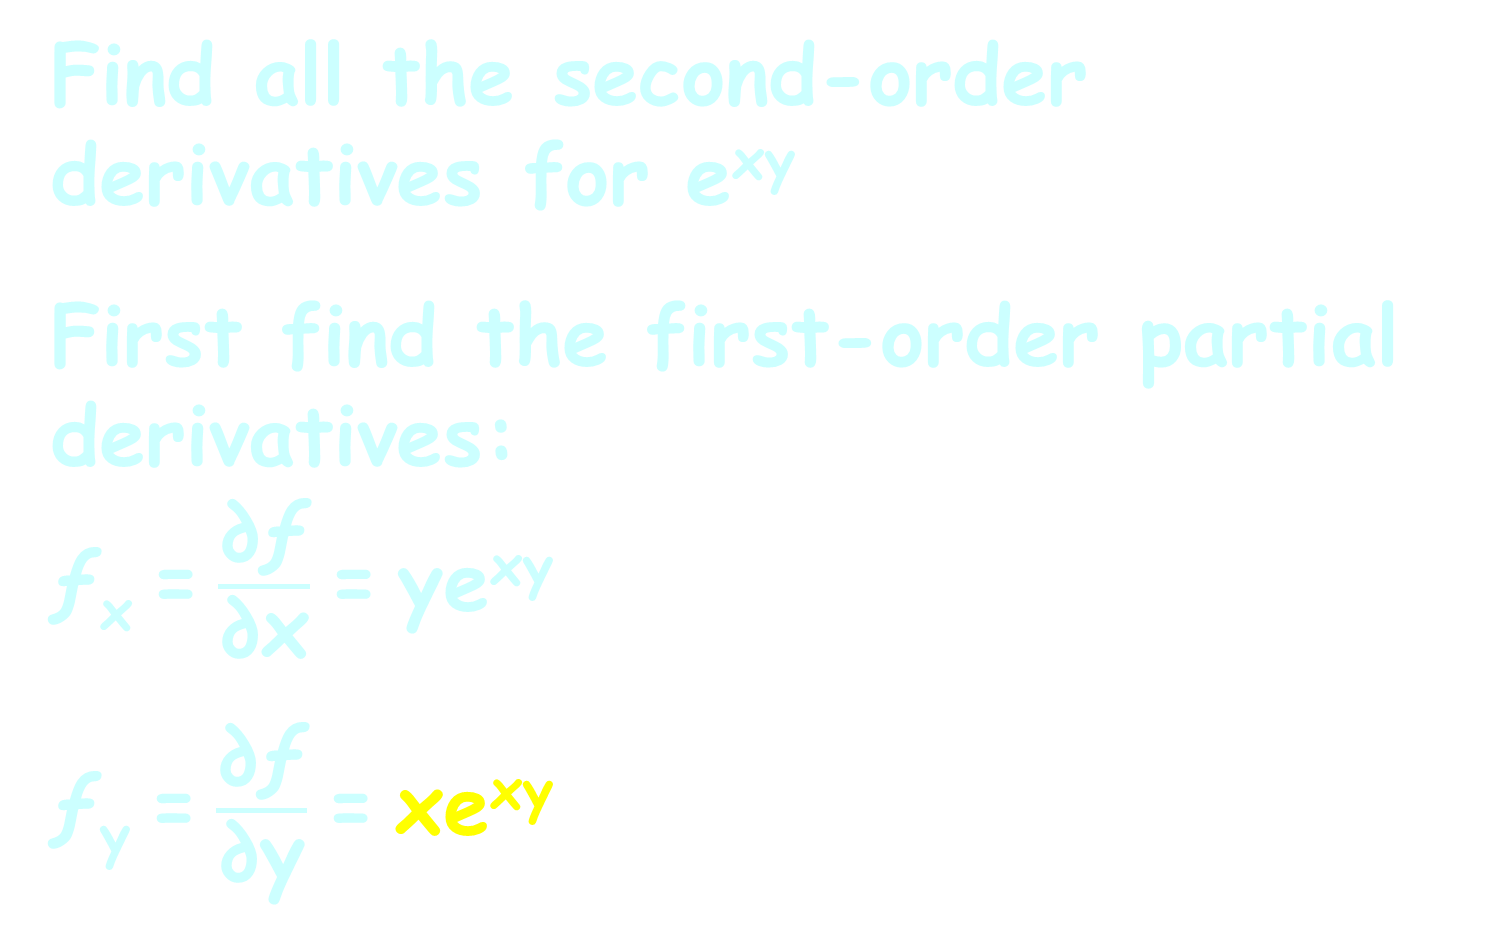 Find all the second-order
derivatives for e^xy
First find the first-order partial
derivatives:
f_x = ∂f/∂x = ye^xy
f_y = ∂f/∂y = xe^xy